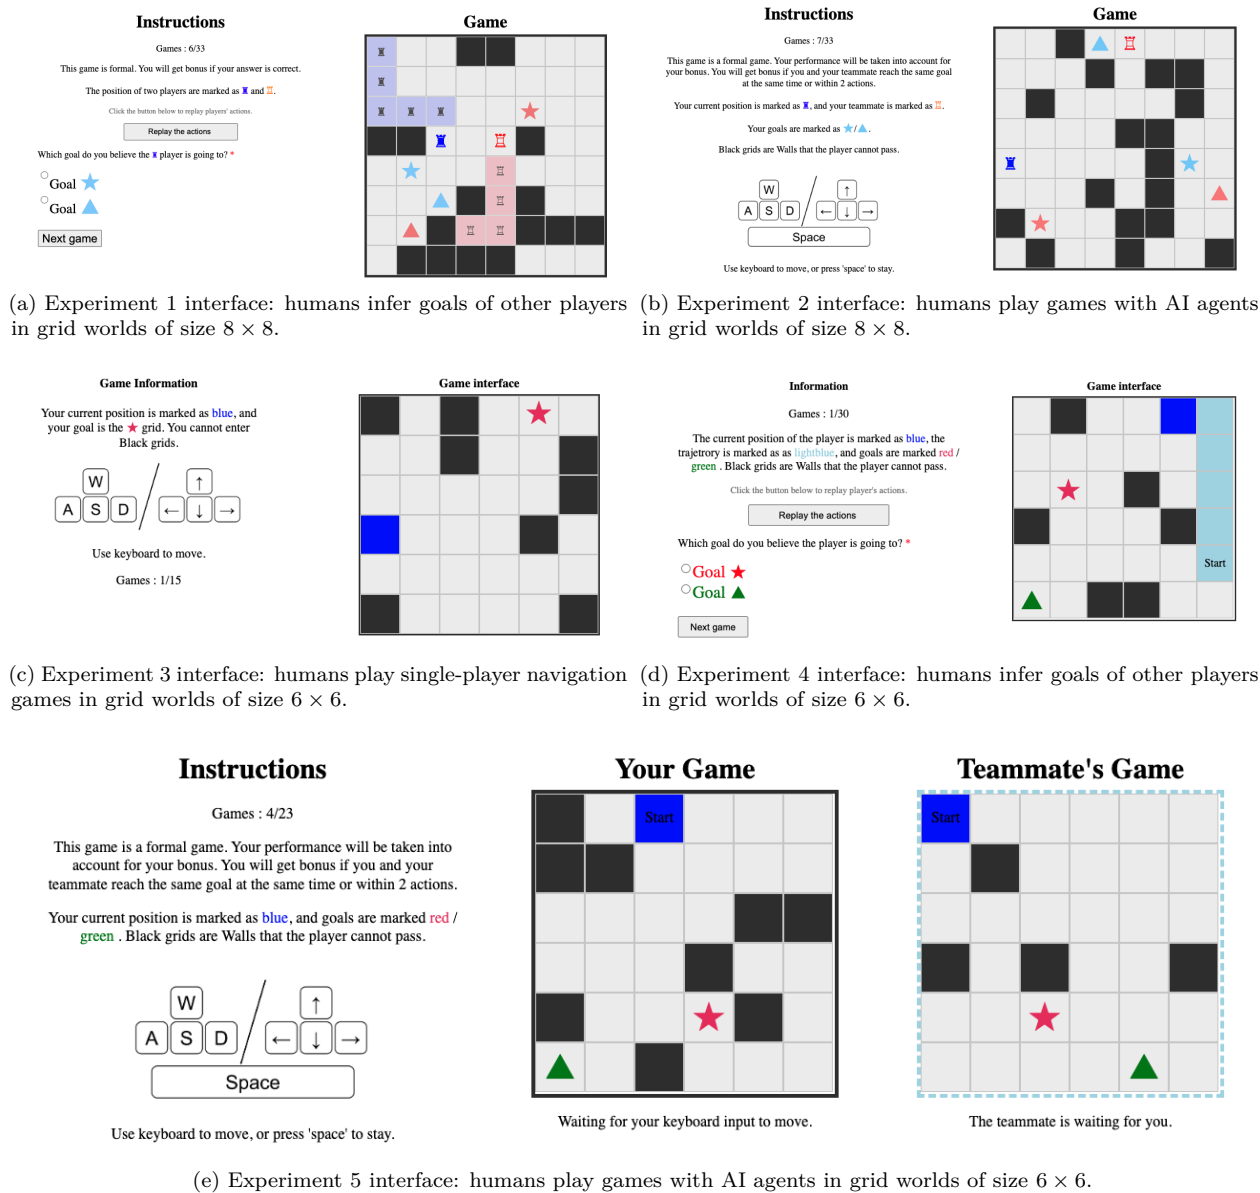 Instructions
Games : 6/33
This game is formal. You will get bonus if your answer is correct.
The position of two players are marked as ♜ and ♖.
Click the button below to replay players' actions.
Replay the actions
Which goal do you believe the ♜ player is going to? *
Goal ★
Goal ▲
Next game
Game
(a) Experiment 1 interface: humans infer goals of other players
in grid worlds of size 8 × 8.
Instructions
Games : 7/33
This game is a formal game. Your performance will be taken into account for
your bonus. You will get bonus if you and your teammate reach the same goal
at the same time or within 2 actions.
Your current position is marked as ♜, and your teammate is marked as ♖.
Your goals are marked as ★/▲.
Black grids are Walls that the player cannot pass.
W
↑
A S D
← ↓ →
Space
Use keyboard to move, or press 'space' to stay.
Game
(b) Experiment 2 interface: humans play games with AI agents
in grid worlds of size 8 × 8.
Game Information
Your current position is marked as blue, and
your goal is the ★ grid. You cannot enter
Black grids.
W
↑
A S D
← ↓ →
Use keyboard to move.
Games : 1/15
Game interface
(c) Experiment 3 interface: humans play single-player navigation
games in grid worlds of size 6 × 6.
Information
Games : 1/30
The current position of the player is marked as blue, the
trajetrory is marked as as lightblue, and goals are marked red /
green . Black grids are Walls that the player cannot pass.
Click the button below to replay player's actions.
Replay the actions
Which goal do you believe the player is going to? *
Goal ★
Goal ▲
Next game
Game interface
Start
(d) Experiment 4 interface: humans infer goals of other players
in grid worlds of size 6 × 6.
Instructions
Games : 4/23
This game is a formal game. Your performance will be taken into
account for your bonus. You will get bonus if you and your
teammate reach the same goal at the same time or within 2 actions.
Your current position is marked as blue, and goals are marked red /
green . Black grids are Walls that the player cannot pass.
W
↑
A S D
← ↓ →
Space
Use keyboard to move, or press 'space' to stay.
Your Game
Start
Waiting for your keyboard input to move.
Teammate's Game
Start
The teammate is waiting for you.
(e) Experiment 5 interface: humans play games with AI agents in grid worlds of size 6 × 6.